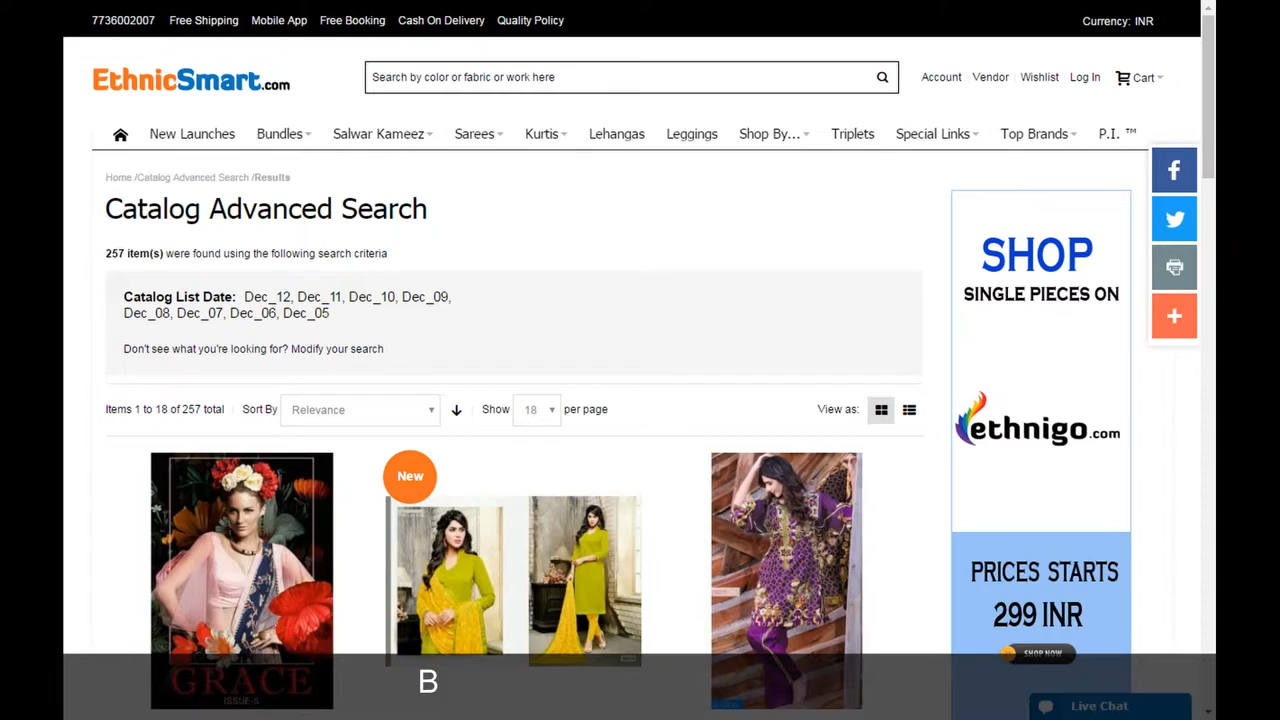 7736002007 Free Shipping Mobile App Free Booking Cash On Delivery Quality Policy Currency: INR
EthnicSmart.com Search by color or fabric or work here Account Vendor Wishlist Log In Cart
New Launches Bundles Salwar Kameez Sarees Kurtis Lehangas Leggings Shop By... Triplets Special Links Top Brands P.I. ™
Home /Catalog Advanced Search /Results
Catalog Advanced Search
257 item(s) were found using the following search criteria
Catalog List Date: Dec_12, Dec_11, Dec_10, Dec_09,
Dec_08, Dec_07, Dec_06, Dec_05
Don't see what you're looking for? Modify your search
Items 1 to 18 of 257 total Sort By Relevance Show 18 per page View as:
New
GRACE
ISSUE-5
B
SHOP
SINGLE PIECES ON
ethnigo.com
PRICES STARTS
299 INR
SHOP NOW
Live Chat